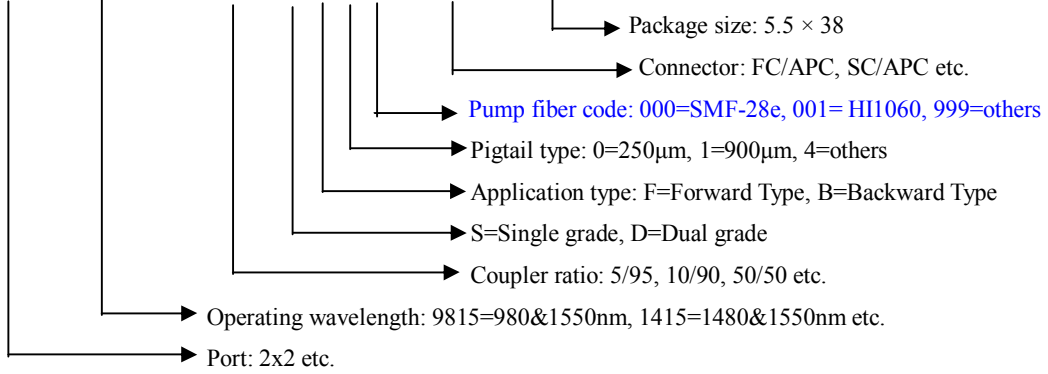 Package size: 5.5 × 38
Connector: FC/APC, SC/APC etc.
Pump fiber code: 000=SMF-28e, 001= HI1060, 999=others
Pigtail type: 0=250μm, 1=900μm, 4=others
Application type: F=Forward Type, B=Backward Type
S=Single grade, D=Dual grade
Coupler ratio: 5/95, 10/90, 50/50 etc.
Operating wavelength: 9815=980&1550nm, 1415=1480&1550nm etc.
Port: 2x2 etc.